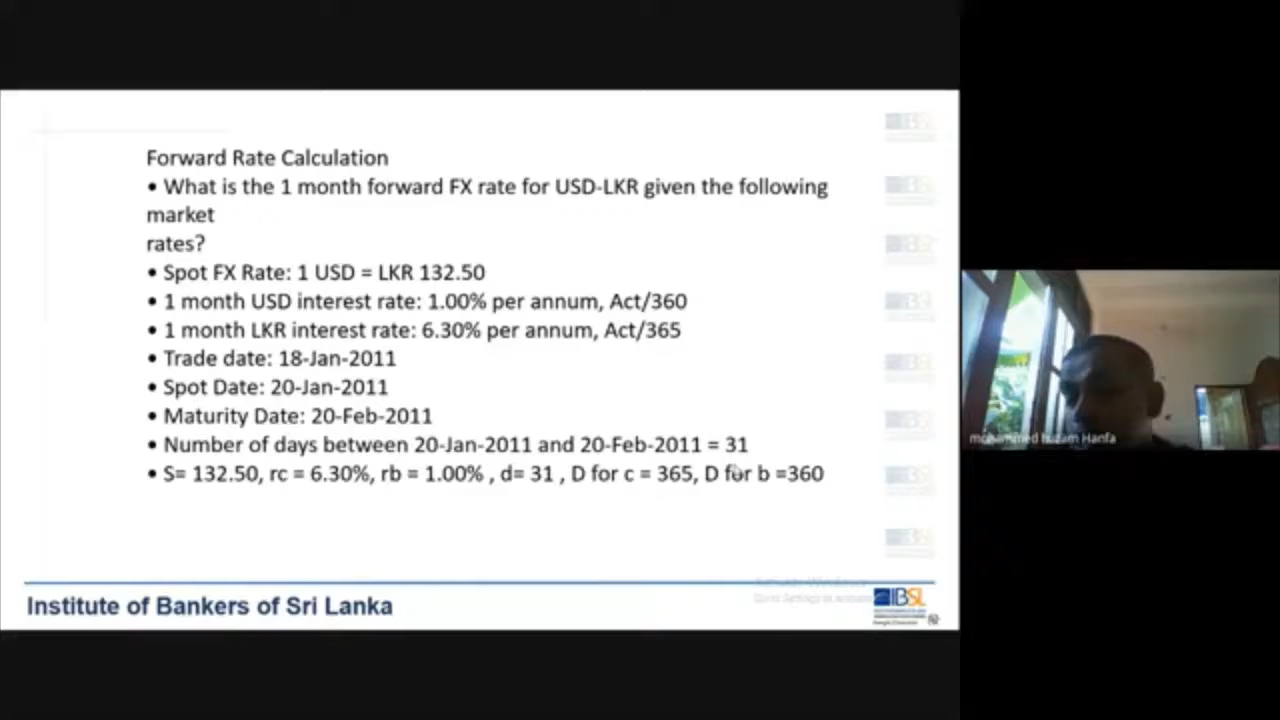 Forward Rate Calculation
• What is the 1 month forward FX rate for USD-LKR given the following
market
rates?
• Spot FX Rate: 1 USD = LKR 132.50
• 1 month USD interest rate: 1.00% per annum, Act/360
• 1 month LKR interest rate: 6.30% per annum, Act/365
• Trade date: 18-Jan-2011
• Spot Date: 20-Jan-2011
• Maturity Date: 20-Feb-2011
• Number of days between 20-Jan-2011 and 20-Feb-2011 = 31
• S= 132.50, rc = 6.30%, rb = 1.00% , d= 31 , D for c = 365, D for b =360
Institute of Bankers of Sri Lanka
IBSL
Hanfa